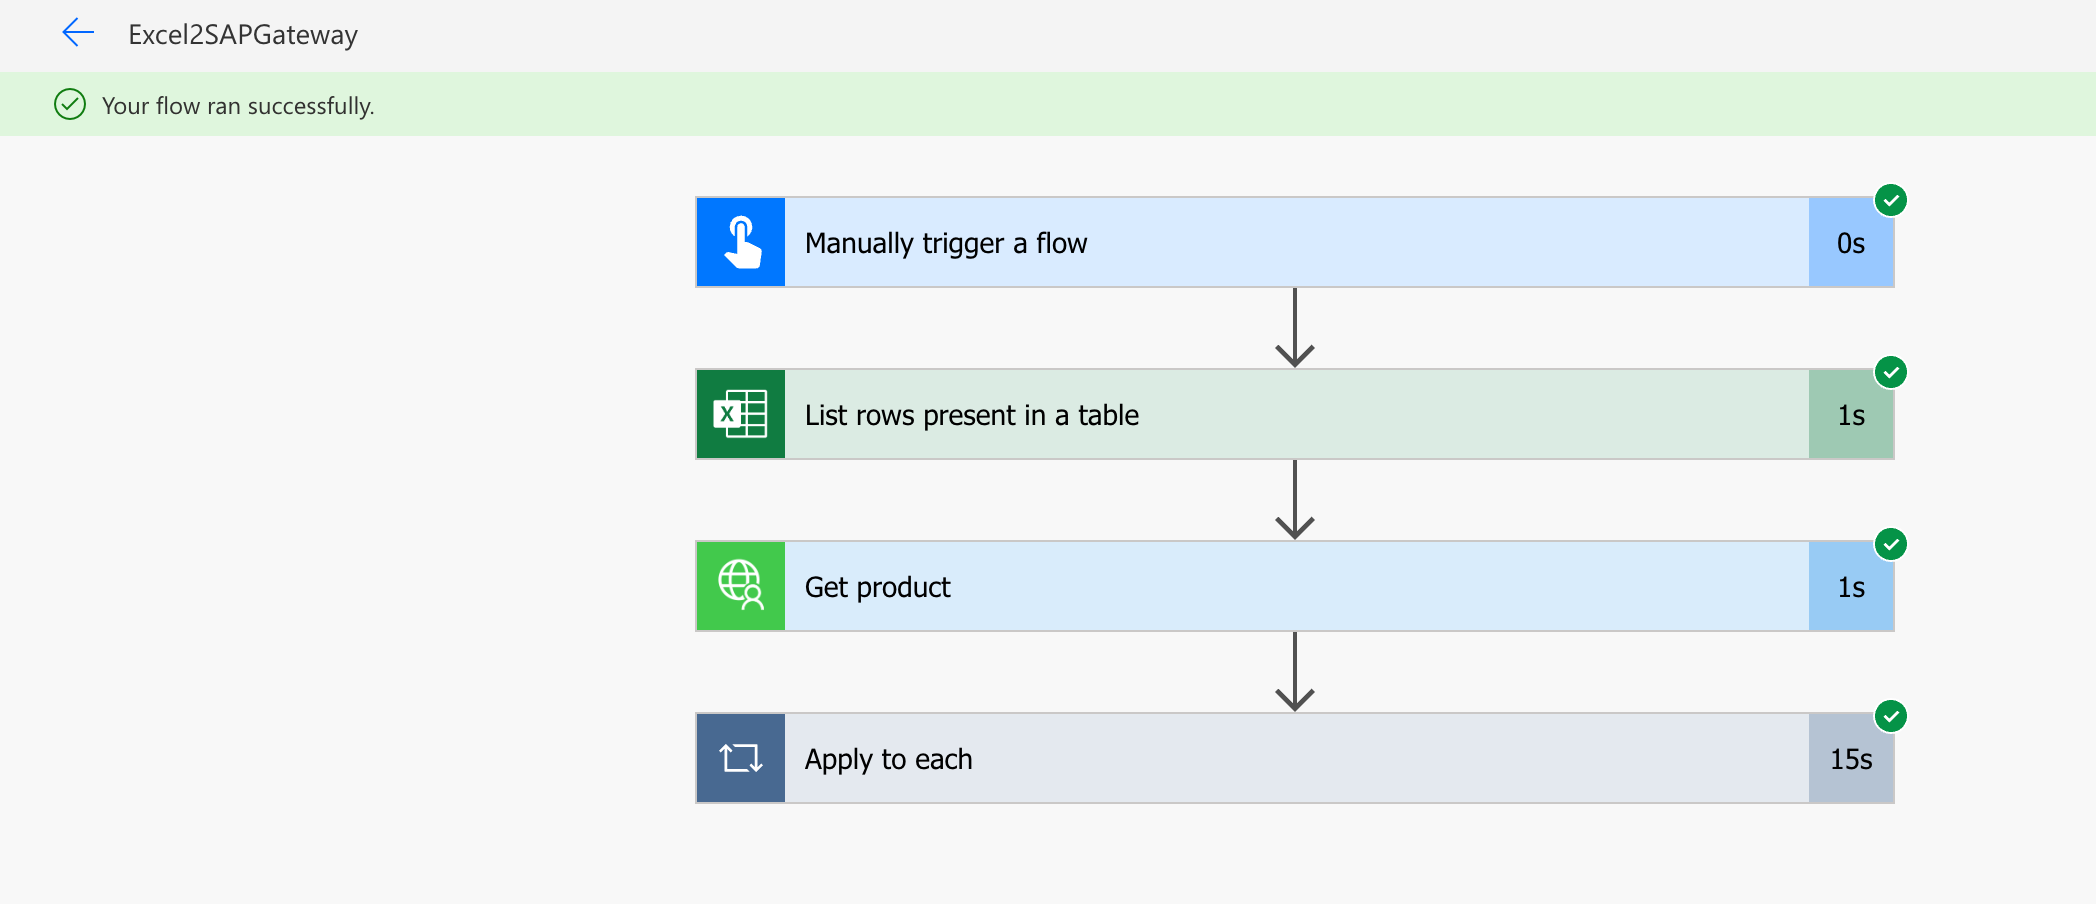 Excel2SAPGateway
Your flow ran successfully.
Manually trigger a flow
0s
X
List rows present in a table
1s
Get product
1s
Apply to each
15s